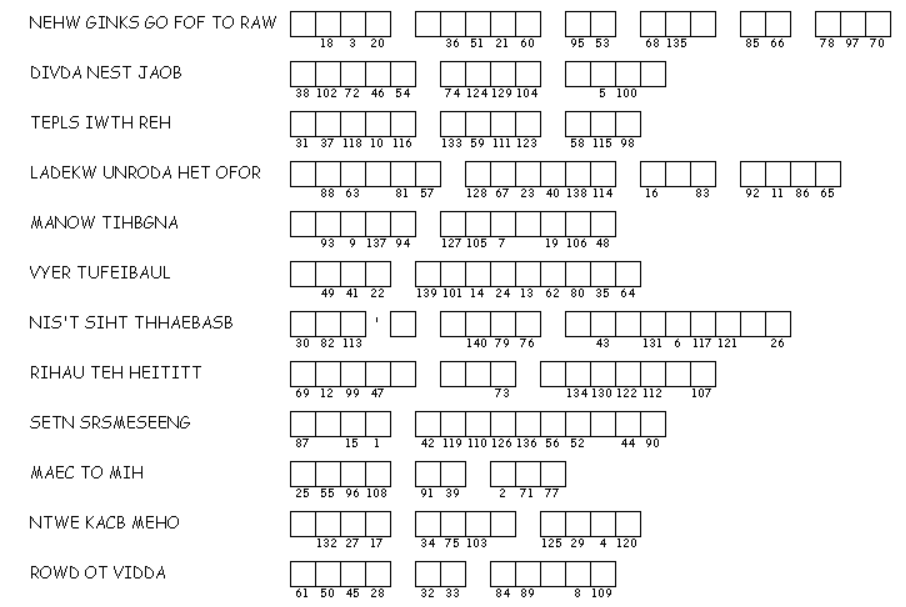 NEHW GINKS GO FOF TO RAW
18 3 20 36 51 21 60 95 53 68 135 85 66 78 97 70
DIVDA NEST JAOB
38 102 72 46 54 74 124 129 104 5 100
TEPLS IWTH REH
31 37 118 10 116 133 59 111 123 58 115 98
LADEKW UNRODA HET OFOR
88 63 81 57 128 67 23 40 138 114 16 83 92 11 86 65
MANOW TIHBGNA
93 9 137 94 127 105 7 19 106 48
VYER TUFEIBAUL
49 41 22 139 101 14 24 13 62 80 35 64
NIS'T SIHT THHAEBASB '
30 82 113 140 79 76 43 131 6 117 121 26
RIHAU TEH HEITITT
69 12 99 47 73 134 130 122 112 107
SETN SRSMESEENG
87 15 1 42 119 110 126 136 56 52 44 90
MAEC TO MIH
25 55 96 108 91 39 2 71 77
NTWE KACB MEHO
132 27 17 34 75 103 125 29 4 120
ROWD OT VIDDA
61 50 45 28 32 33 84 89 8 109